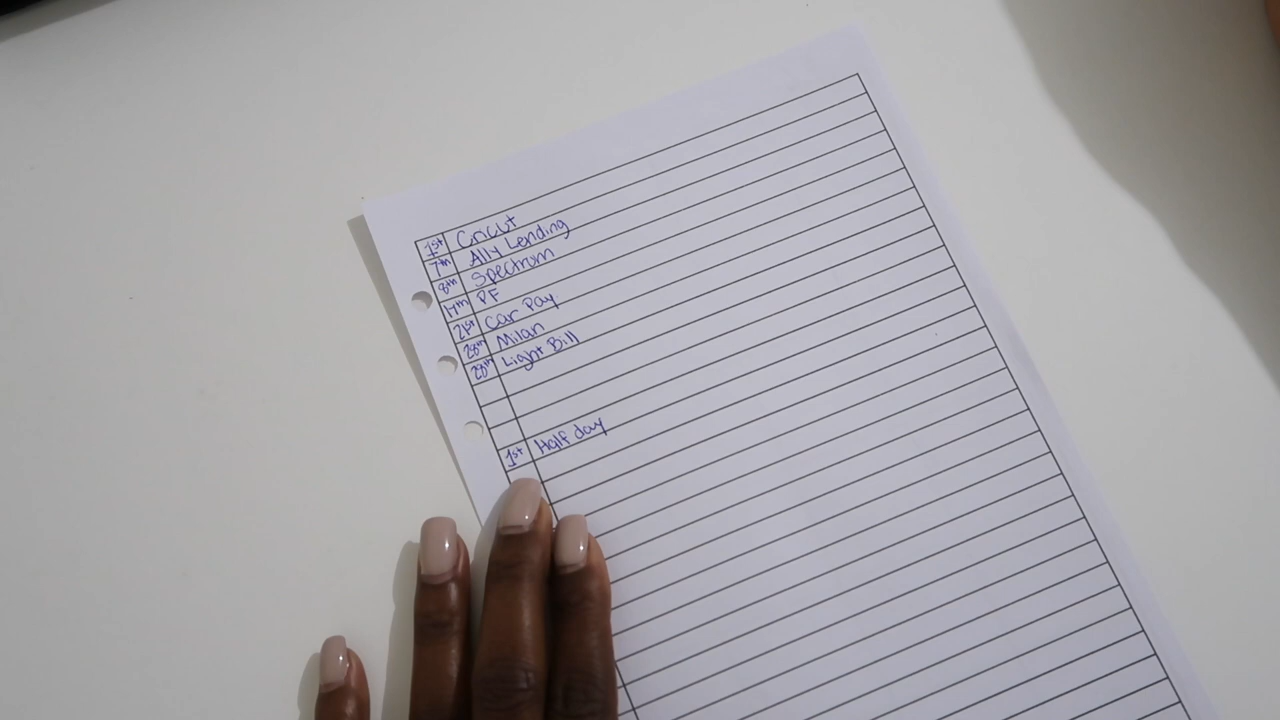 1st Cricut
7th Ally Lending
8th Spectrum
17th PF
21st Car Pay
28th Milan
28th Light Bill
1st Half day